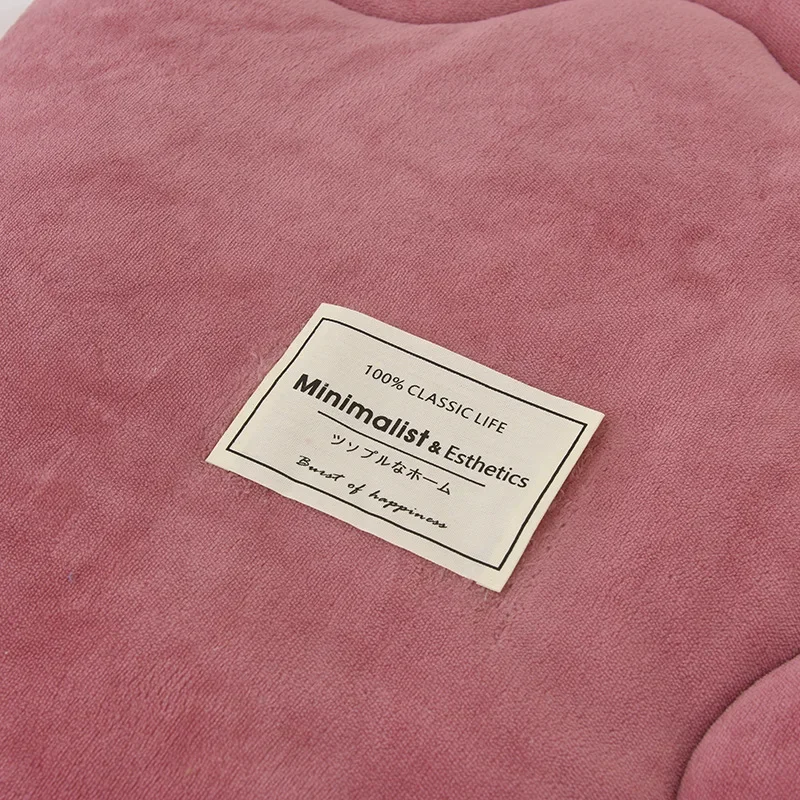 100% CLASSIC LIFE
Minimalist & Esthetics
ツソプルなホーム
Burst of happiness